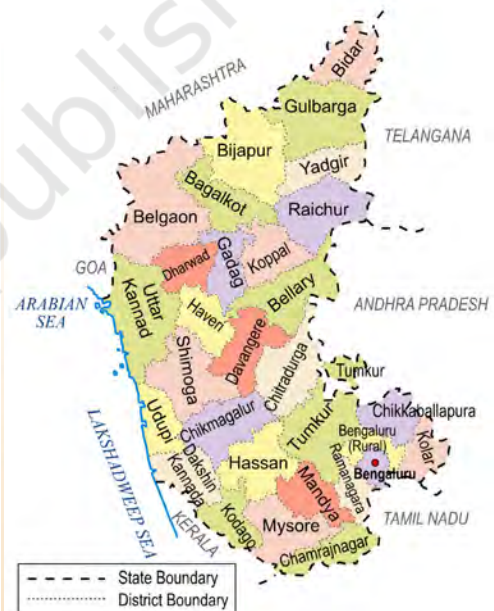 Bidar
MAHARASHTRA
Gulbarga
TELANGANA
Bijapur
Yadgir
Bagalkot
Raichur
Belgaon
Gadag
Koppal
Dharwad
GOA
Uttar
Kannad
Bellary
ARABIAN
SEA
ANDHRA PRADESH
Haveri
Davangere
Shimoga
Chitradurga
Tumkur
Udupi
Chikmagalur
Tumkur
Chikkaballapura
Bengaluru
(Rural)
Kolar
LAKSHADWEEP SEA
Dakshin
Kannada
Hassan
Ramanagara
Bengaluru
Mandya
Kodago
Mysore
TAMIL NADU
KERALA
Chamrajnagar
State Boundary
District Boundary
publis